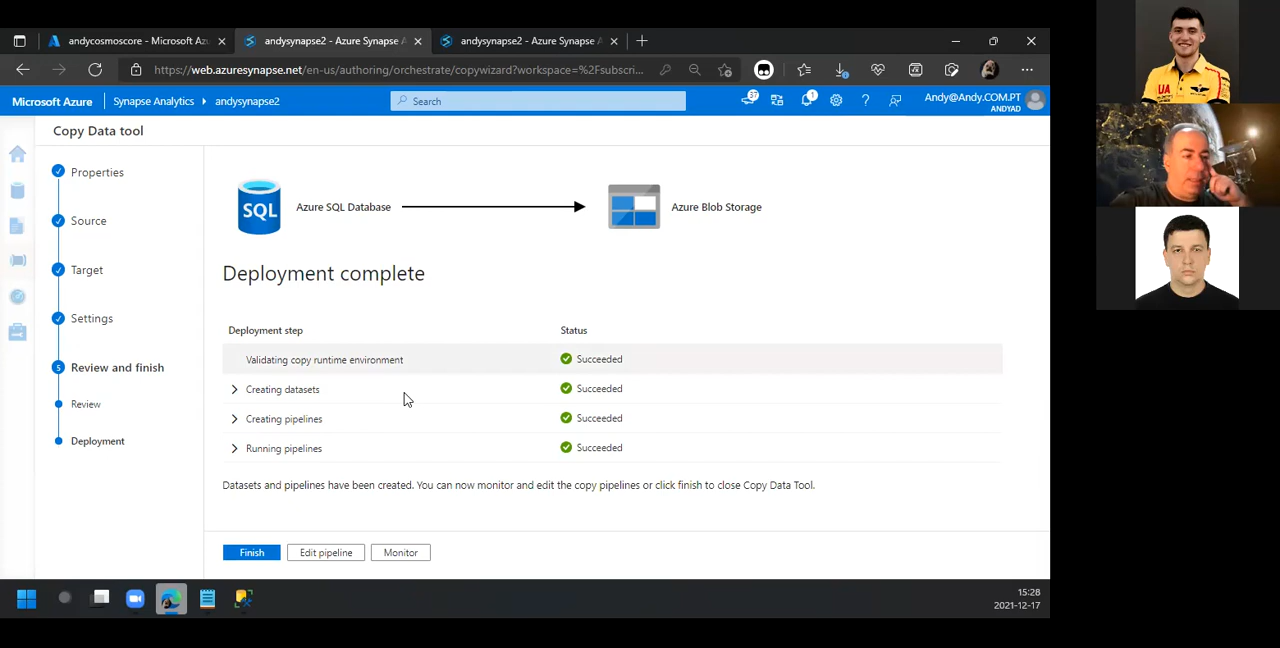 andycosmoscore - Microsoft Azu
andysynapse2 - Azure Synapse A
andysynapse2 - Azure Synapse A
https://web.azuresynapse.net/en-us/authoring/orchestrate/copywizard?workspace=%2Fsubscri...
Microsoft Azure
Synapse Analytics
andysynapse2
Search
37
1
Andy@Andy.COM.PT
ANDYAD
Copy Data tool
Properties
Source
Target
Settings
5
Review and finish
Review
Deployment
SQL
Azure SQL Database
Azure Blob Storage
Deployment complete
Deployment step
Status
Validating copy runtime environment
Succeeded
Creating datasets
Succeeded
Creating pipelines
Succeeded
Running pipelines
Succeeded
Datasets and pipelines have been created. You can now monitor and edit the copy pipelines or click finish to close Copy Data Tool.
Finish
Edit pipeline
Monitor
15:28
2021-12-17
UA